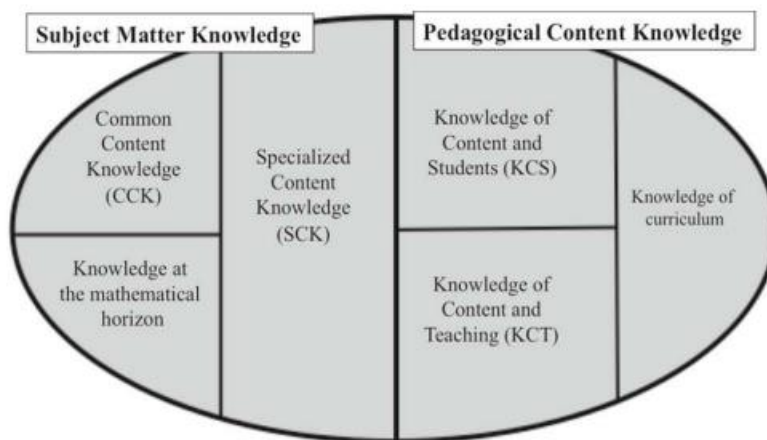 Subject Matter Knowledge
Pedagogical Content Knowledge
Common
Content
Knowledge
(CCK)
Knowledge at
the mathematical
horizon
Specialized
Content
Knowledge
(SCK)
Knowledge of
Content and
Students (KCS)
Knowledge of
Content and
Teaching (KCT)
Knowledge of
curriculum